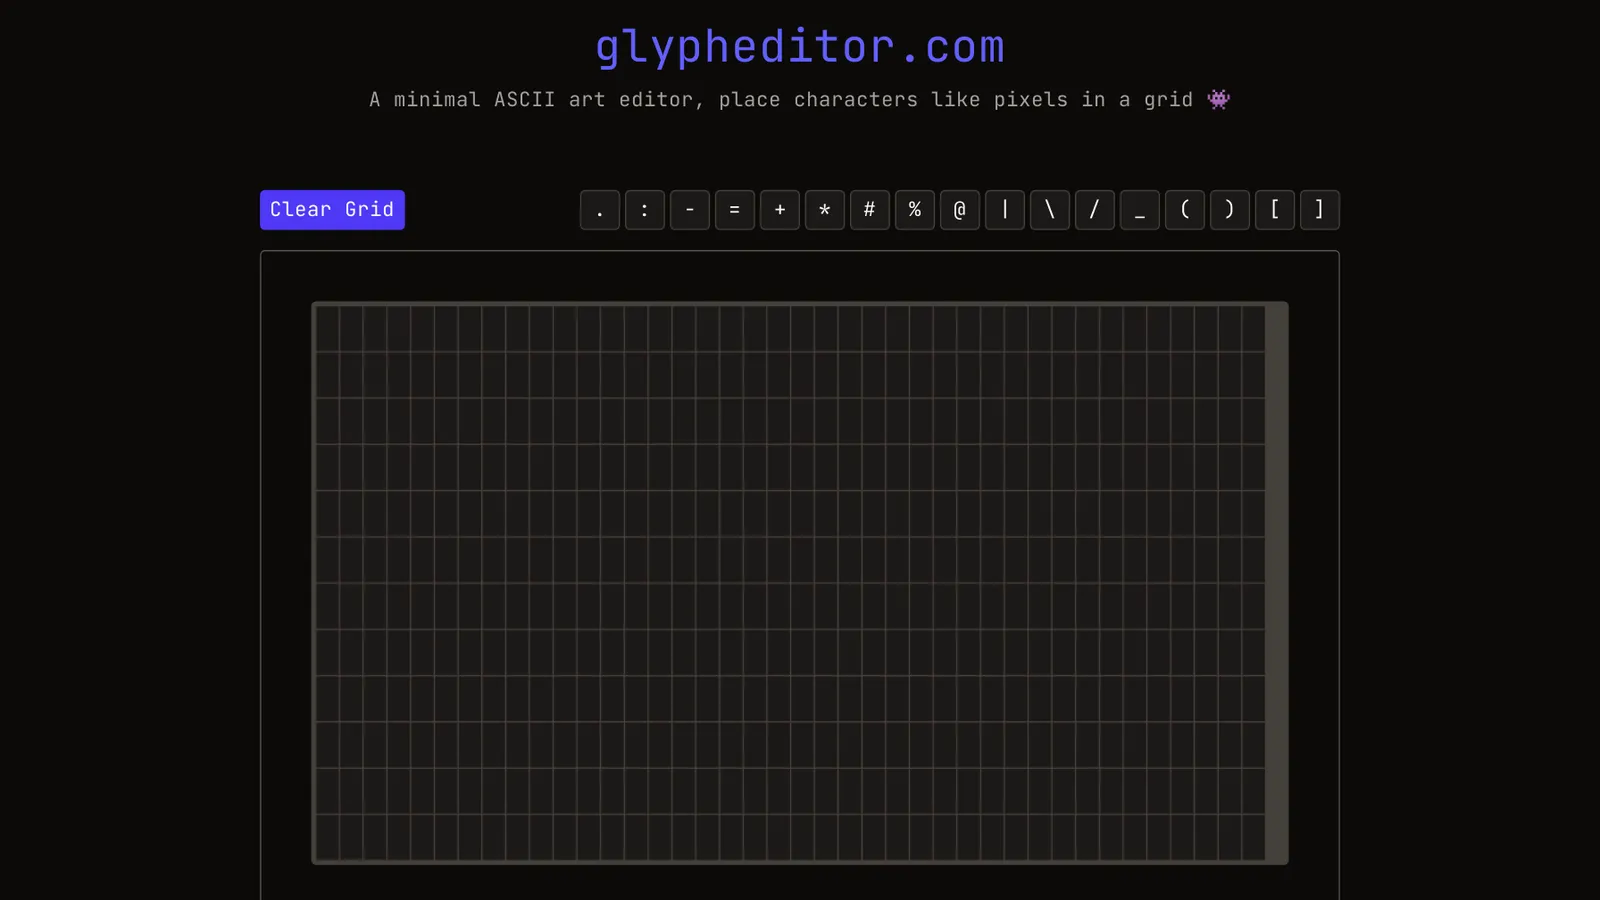 glypheditor.com
A minimal ASCII art editor, place characters like pixels in a grid 👾
Clear Grid . : - = + * # % @ | \ / _ ( ) [ ]